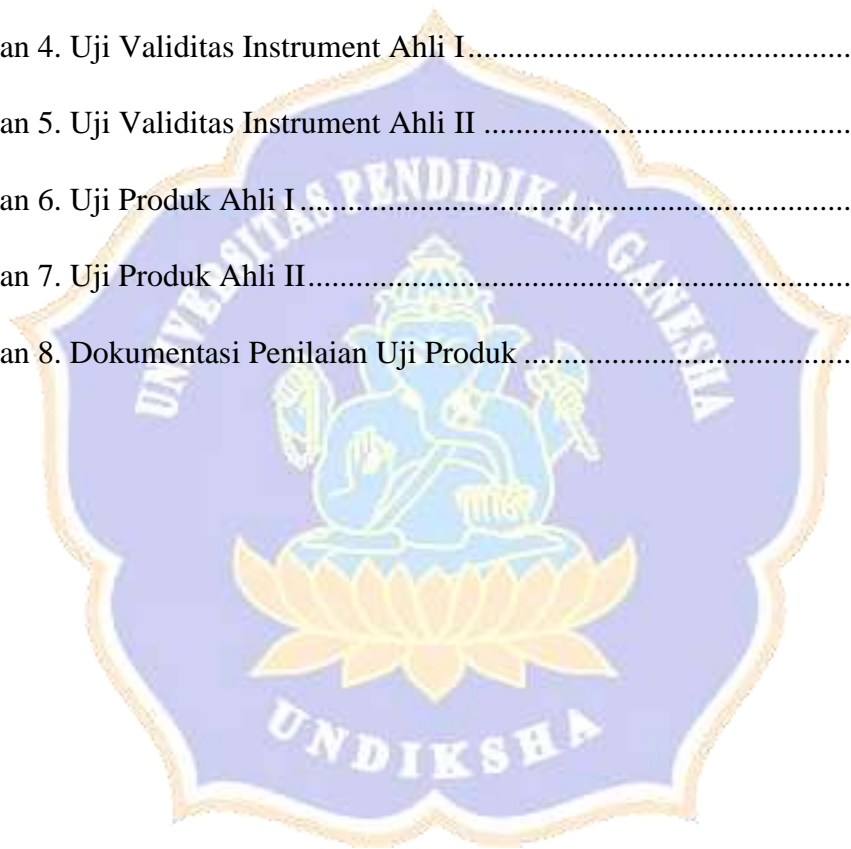 an 4. Uji Validitas Instrument Ahli I
an 5. Uji Validitas Instrument Ahli II
an 6. Uji Produk Ahli I
an 7. Uji Produk Ahli II
an 8. Dokumentasi Penilaian Uji Produk
UNIVERSITAS PENDIDIKAN GANESHA
UNDIKSHA